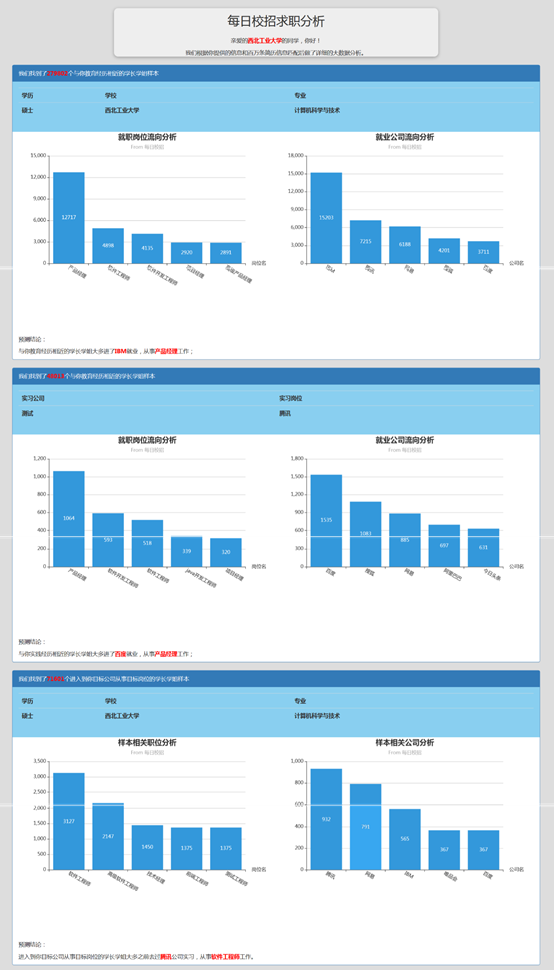 每日校招求职分析
亲爱的西北工业大学的同学，你好！
我们根据你提供的信息和百万条简历信息匹配后做了详细的大数据分析。
我们找到了个与你教育经历相近的学长学姐样本
学历 学校 专业
硕士 西北工业大学 计算机科学与技术
就职岗位流向分析 就业公司流向分析
From 每日校招 From 每日校招
15,000 18,000
12,000 15,000
9,000 12,000
6,000 9,000
3,000 6,000
0 3,000
0
12717 4898 4135 2920 2891 岗位名
15203 7215 6188 4201 3711 公司名
产品经理 软件工程师 软件开发工程师 项目经理 高级产品经理
IBM 腾讯 网易 搜狐 百度
预测结论：
与你教育经历相近的学长学姐大多进了IBM就业，从事产品经理工作；
我们找到了个与你教育经历相近的学长学姐样本
实习公司 实习岗位
测试 腾讯
就职岗位流向分析 就业公司流向分析
From 每日校招 From 每日校招
1,200 1,800
1,000 1,500
800 1,200
600 900
400 600
200 300
0 0
1064 593 518 339 320 岗位名
1535 1081 885 697 631 公司名
产品经理 软件开发工程师 软件工程师 java开发工程师 项目经理
百度 搜狐 网易 阿里巴巴 今日头条
预测结论：
与你实践经历相近的学长学姐大多进了百度就业，从事产品经理工作；
我们找到了个进入到你目标公司从事目标岗位的学长学姐样本
学历 学校 专业
硕士 西北工业大学 计算机科学与技术
样本相关职位分析 样本相关公司分析
From 每日校招 From 每日校招
3,500 1,000
3,000 800
2,500 600
2,000 400
1,500 200
1,000 0
500
0
3127 2147 1450 1375 1375 岗位名
932 791 565 367 367 公司名
软件工程师 高级软件工程师 技术经理 前端工程师 测试工程师
腾讯 网易 IBM 唯品会 百度
预测结论：
进入到你目标公司从事目标岗位的学长学姐大多之前去过腾讯公司实习，从事软件工程师工作。